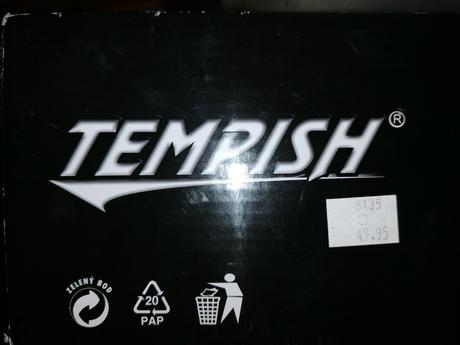 TEMPISH®
8135
49.95
ZELENÝ BOD
20
PAP